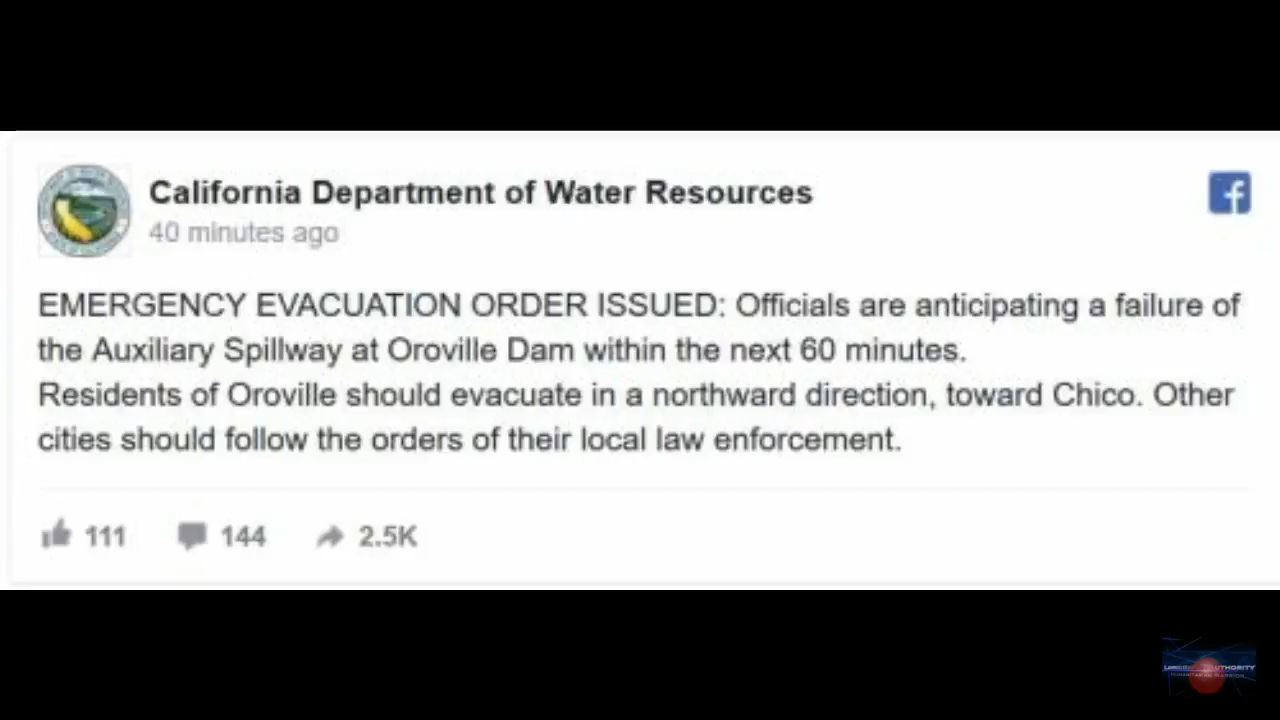 California Department of Water Resources
40 minutes ago
EMERGENCY EVACUATION ORDER ISSUED: Officials are anticipating a failure of
the Auxiliary Spillway at Oroville Dam within the next 60 minutes.
Residents of Oroville should evacuate in a northward direction, toward Chico. Other
cities should follow the orders of their local law enforcement.
111 144 2.5K